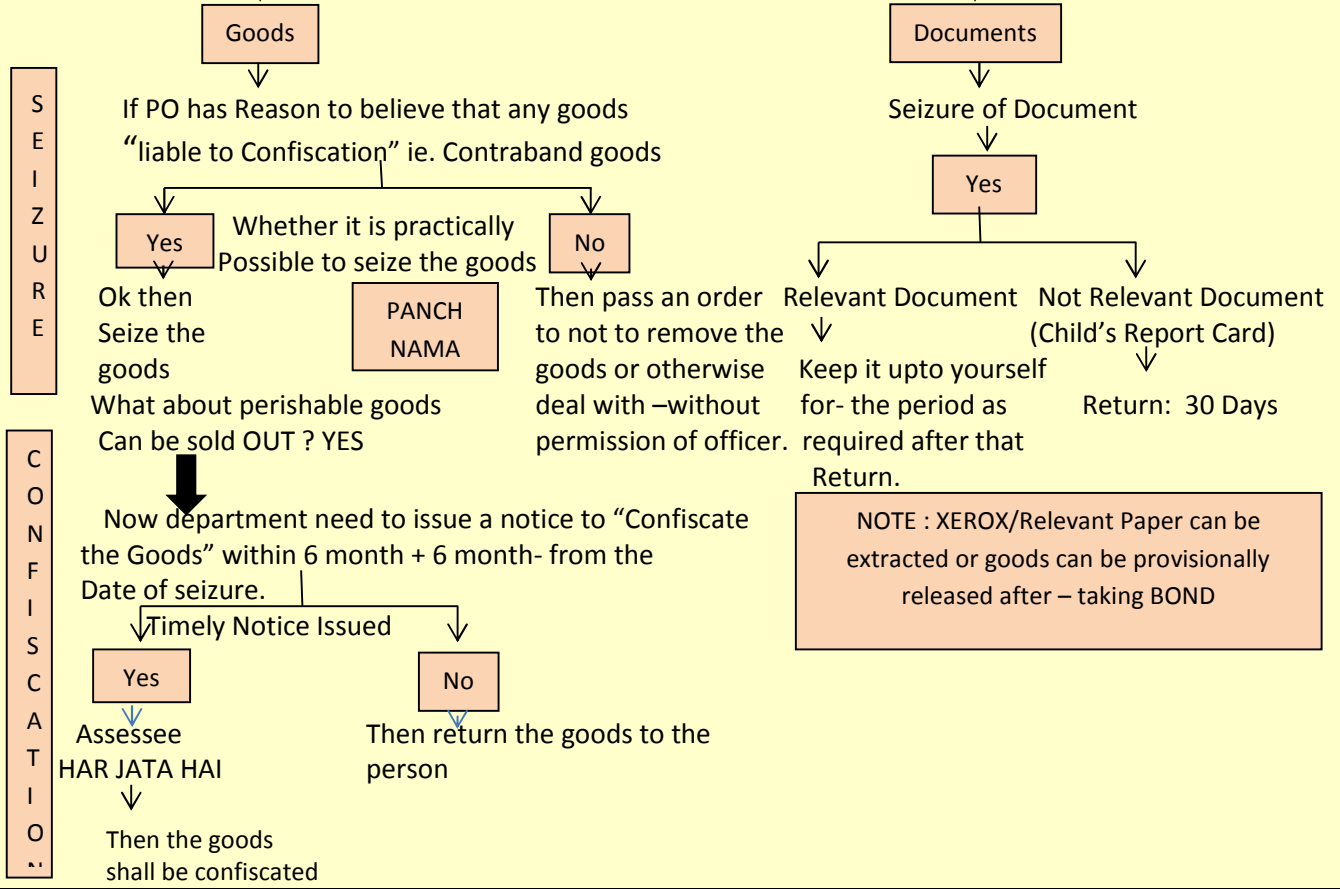 Goods
Documents
S
E
I
Z
U
R
E
If PO has Reason to believe that any goods
“liable to Confiscation” ie. Contraband goods
Seizure of Document
Yes
Yes
Whether it is practically
Possible to seize the goods
No
Ok then
Seize the
goods
PANCH
NAMA
Then pass an order
to not to remove the
goods or otherwise
deal with –without
permission of officer.
Relevant Document
Keep it upto yourself
for- the period as
required after that
Return.
Not Relevant Document
(Child’s Report Card)
Return: 30 Days
What about perishable goods
Can be sold OUT ? YES
C
O
N
F
I
S
C
A
T
I
O
N
Now department need to issue a notice to “Confiscate
the Goods” within 6 month + 6 month- from the
Date of seizure.
Timely Notice Issued
Yes
No
Assessee
HAR JATA HAI
Then return the goods to the
person
Then the goods
shall be confiscated
NOTE : XEROX/Relevant Paper can be
extracted or goods can be provisionally
released after – taking BOND